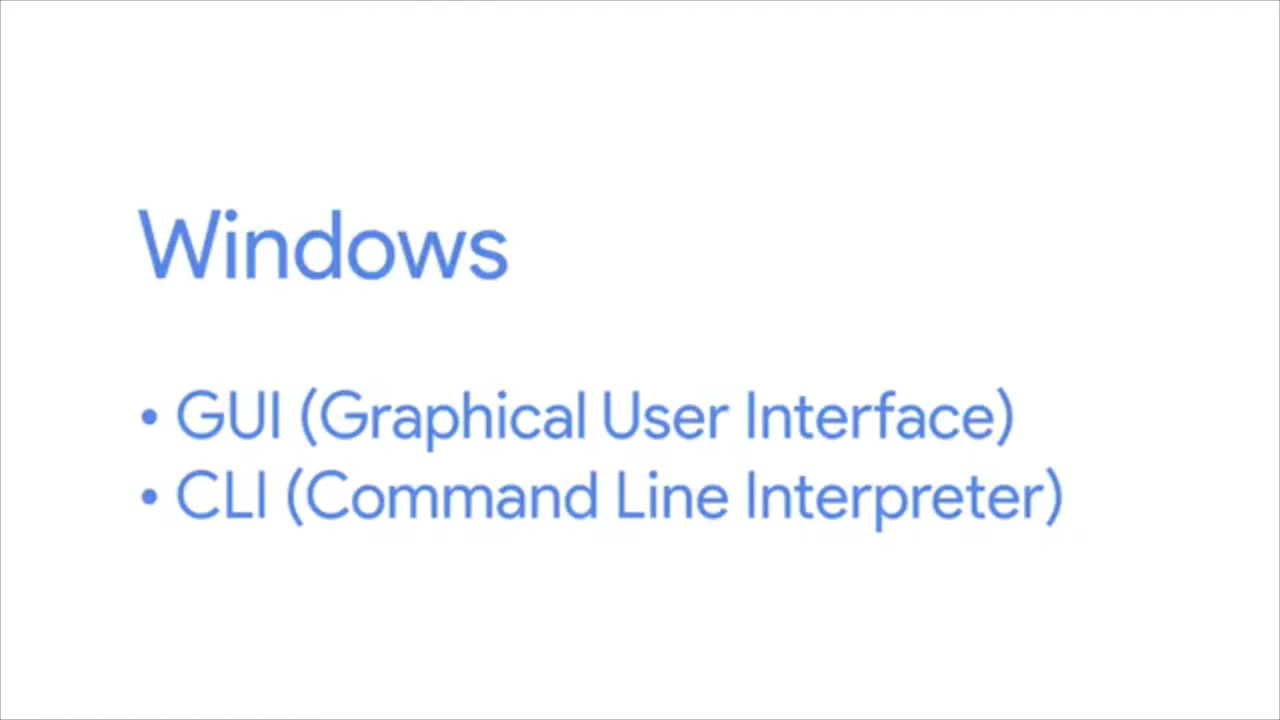 Windows
• GUI (Graphical User Interface)
• CLI (Command Line Interpreter)